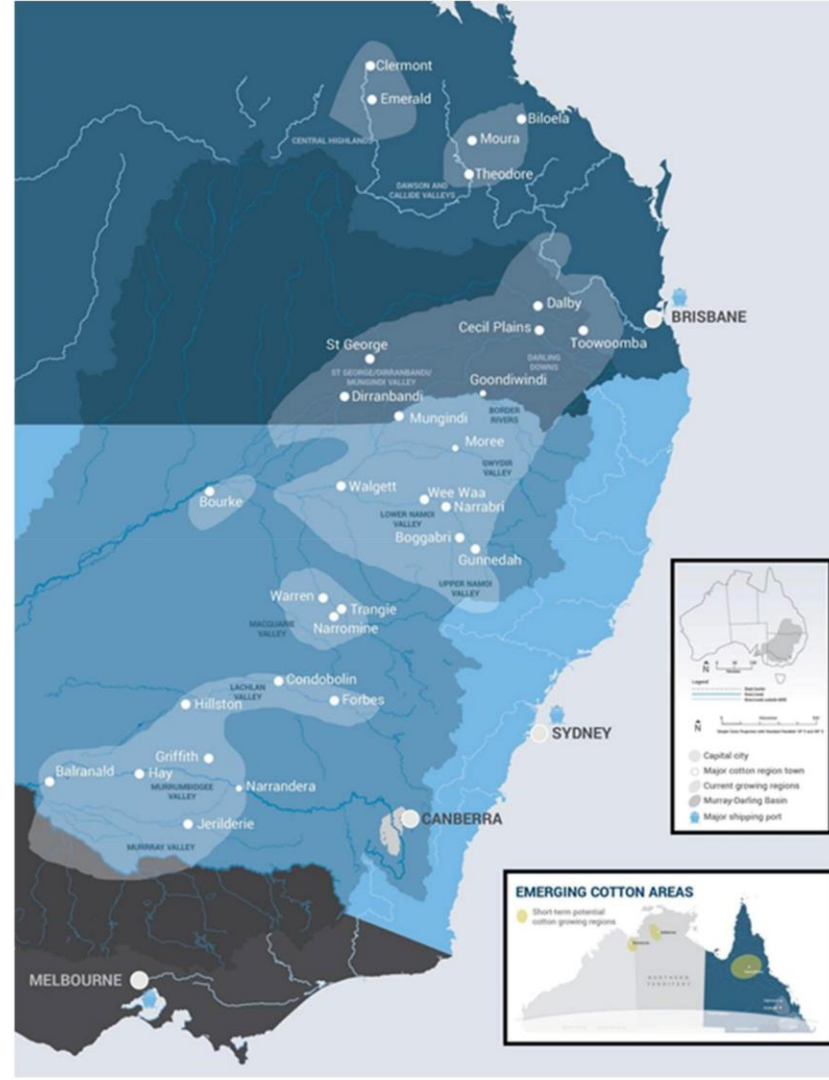 Clermont
Emerald
CENTRAL HIGHLANDS
Biloela
Moura
Theodore
DAWSON AND
CALLIDE VALLEYS
Dalby
BRISBANE
Cecil Plains
Toowoomba
St George
DARLING
DOWNS
ST GEORGE/DIRRANBANDI/
MUNGINDI VALLEY
Goondiwindi
Dirranbandi
BORDER
RIVERS
Mungindi
Moree
GWYDIR
VALLEY
Walgett
Wee Waa
Bourke
Narrabri
LOWER NAMOI
VALLEY
Boggabri
Gunnedah
UPPER NAMOI
VALLEY
Warren
Trangie
Narromine
MACQUARIE
VALLEY
Condobolin
LACHLAN
VALLEY
Hillston
Forbes
SYDNEY
Griffith
Balranald
Hay
MURRUMBIDGEE
VALLEY
Narrandera
Jerilderie
CANBERRA
MURRRAY VALLEY
MELBOURNE
N
Legend
N
Capital city
Major cotton region town
Current growing regions
Murray-Darling Basin
Major shipping port
EMERGING COTTON AREAS
Short-term potential
cotton growing regions
NORTHERN
TERRITORY